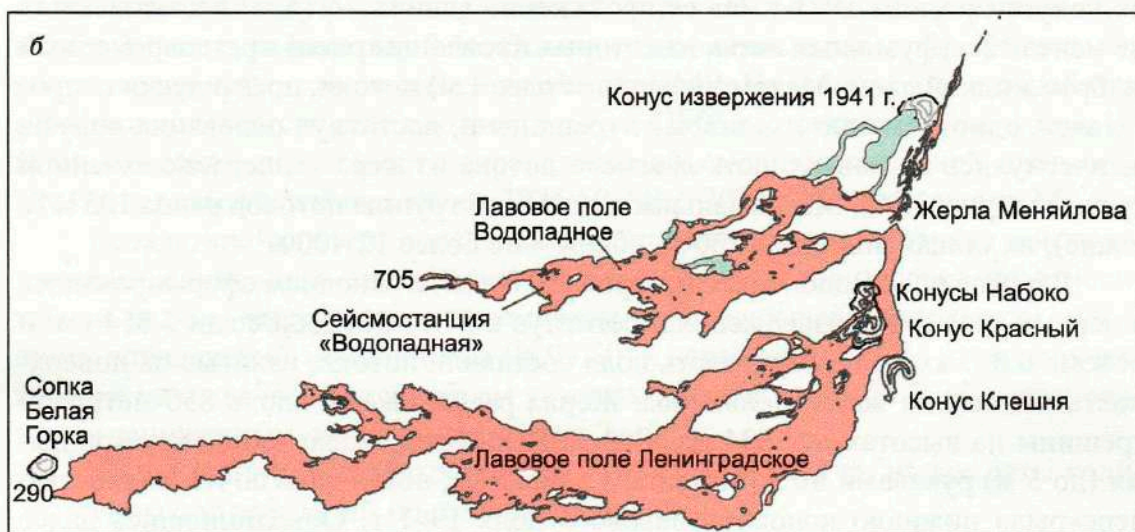 б
Конус извержения 1941 г.
Лавовое поле
Водопадное
Жерла Меняйлова
705
Сейсмостанция
«Водопадная»
Конусы Набоко
Конус Красный
Сопка
Белая
Горка
Конус Клешня
Лавовое поле Ленинградское
290